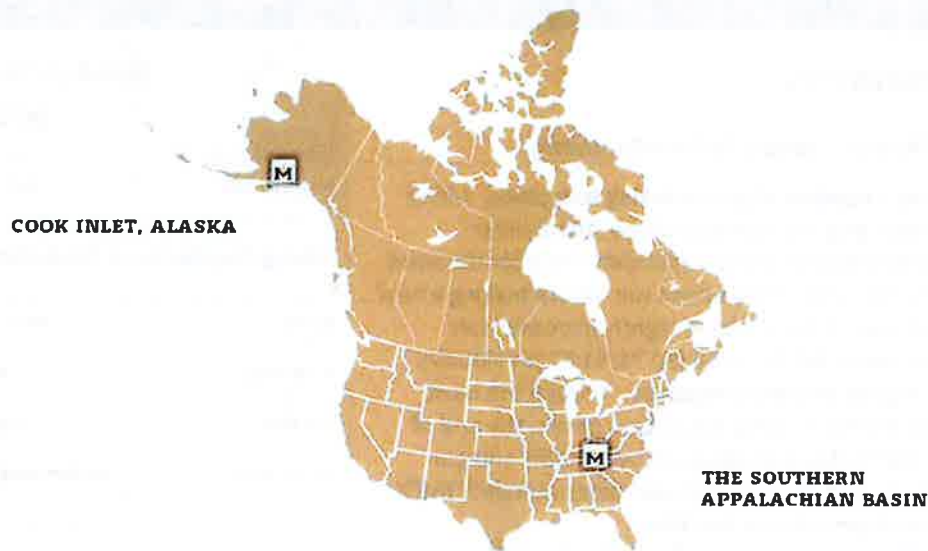 M
COOK INLET, ALASKA
M
THE SOUTHERN
APPALACHIAN BASIN